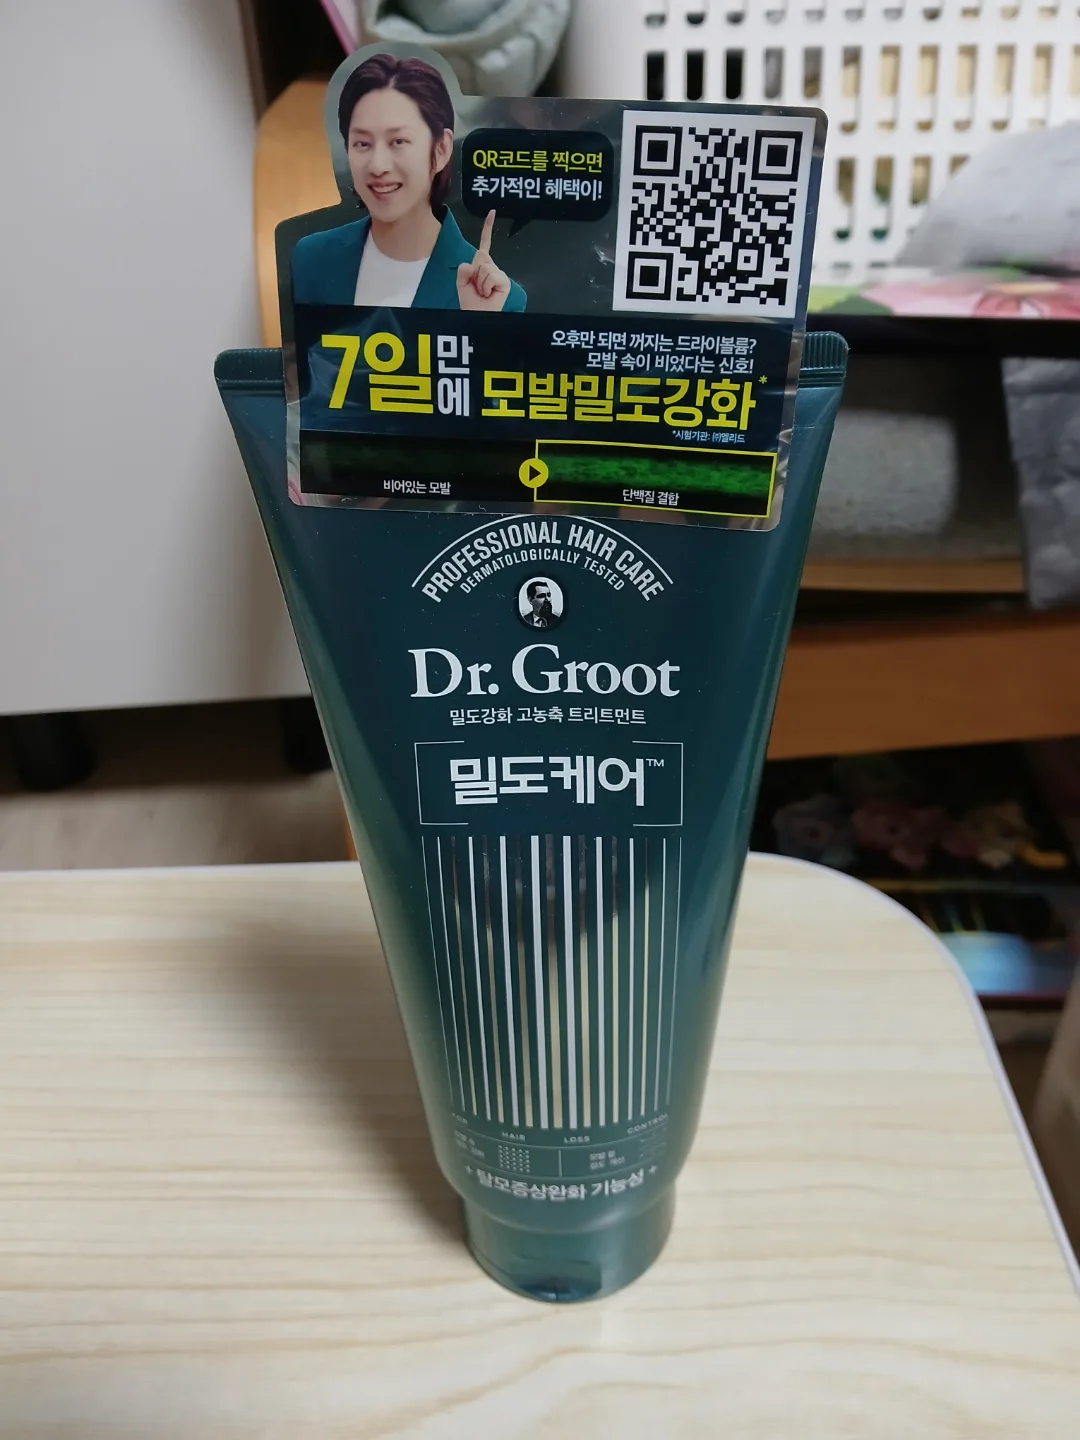 QR코드를 찍으면
추가적인 혜택이!
오후만 되면 꺼지는 드라이볼륨?
모발 속이 비었다는 신호!
7일만에 모발밀도강화*
*시험기관: ㈜엘리드
비어있는 모발
단백질 결합
PROFESSIONAL HAIR CARE
DERMATOLOGICALLY TESTED
Dr. Groot
밀도강화 고농축 트리트먼트
밀도케어™
FOR HAIR LOSS CONTROL
+ 탈모증상완화 기능성 +